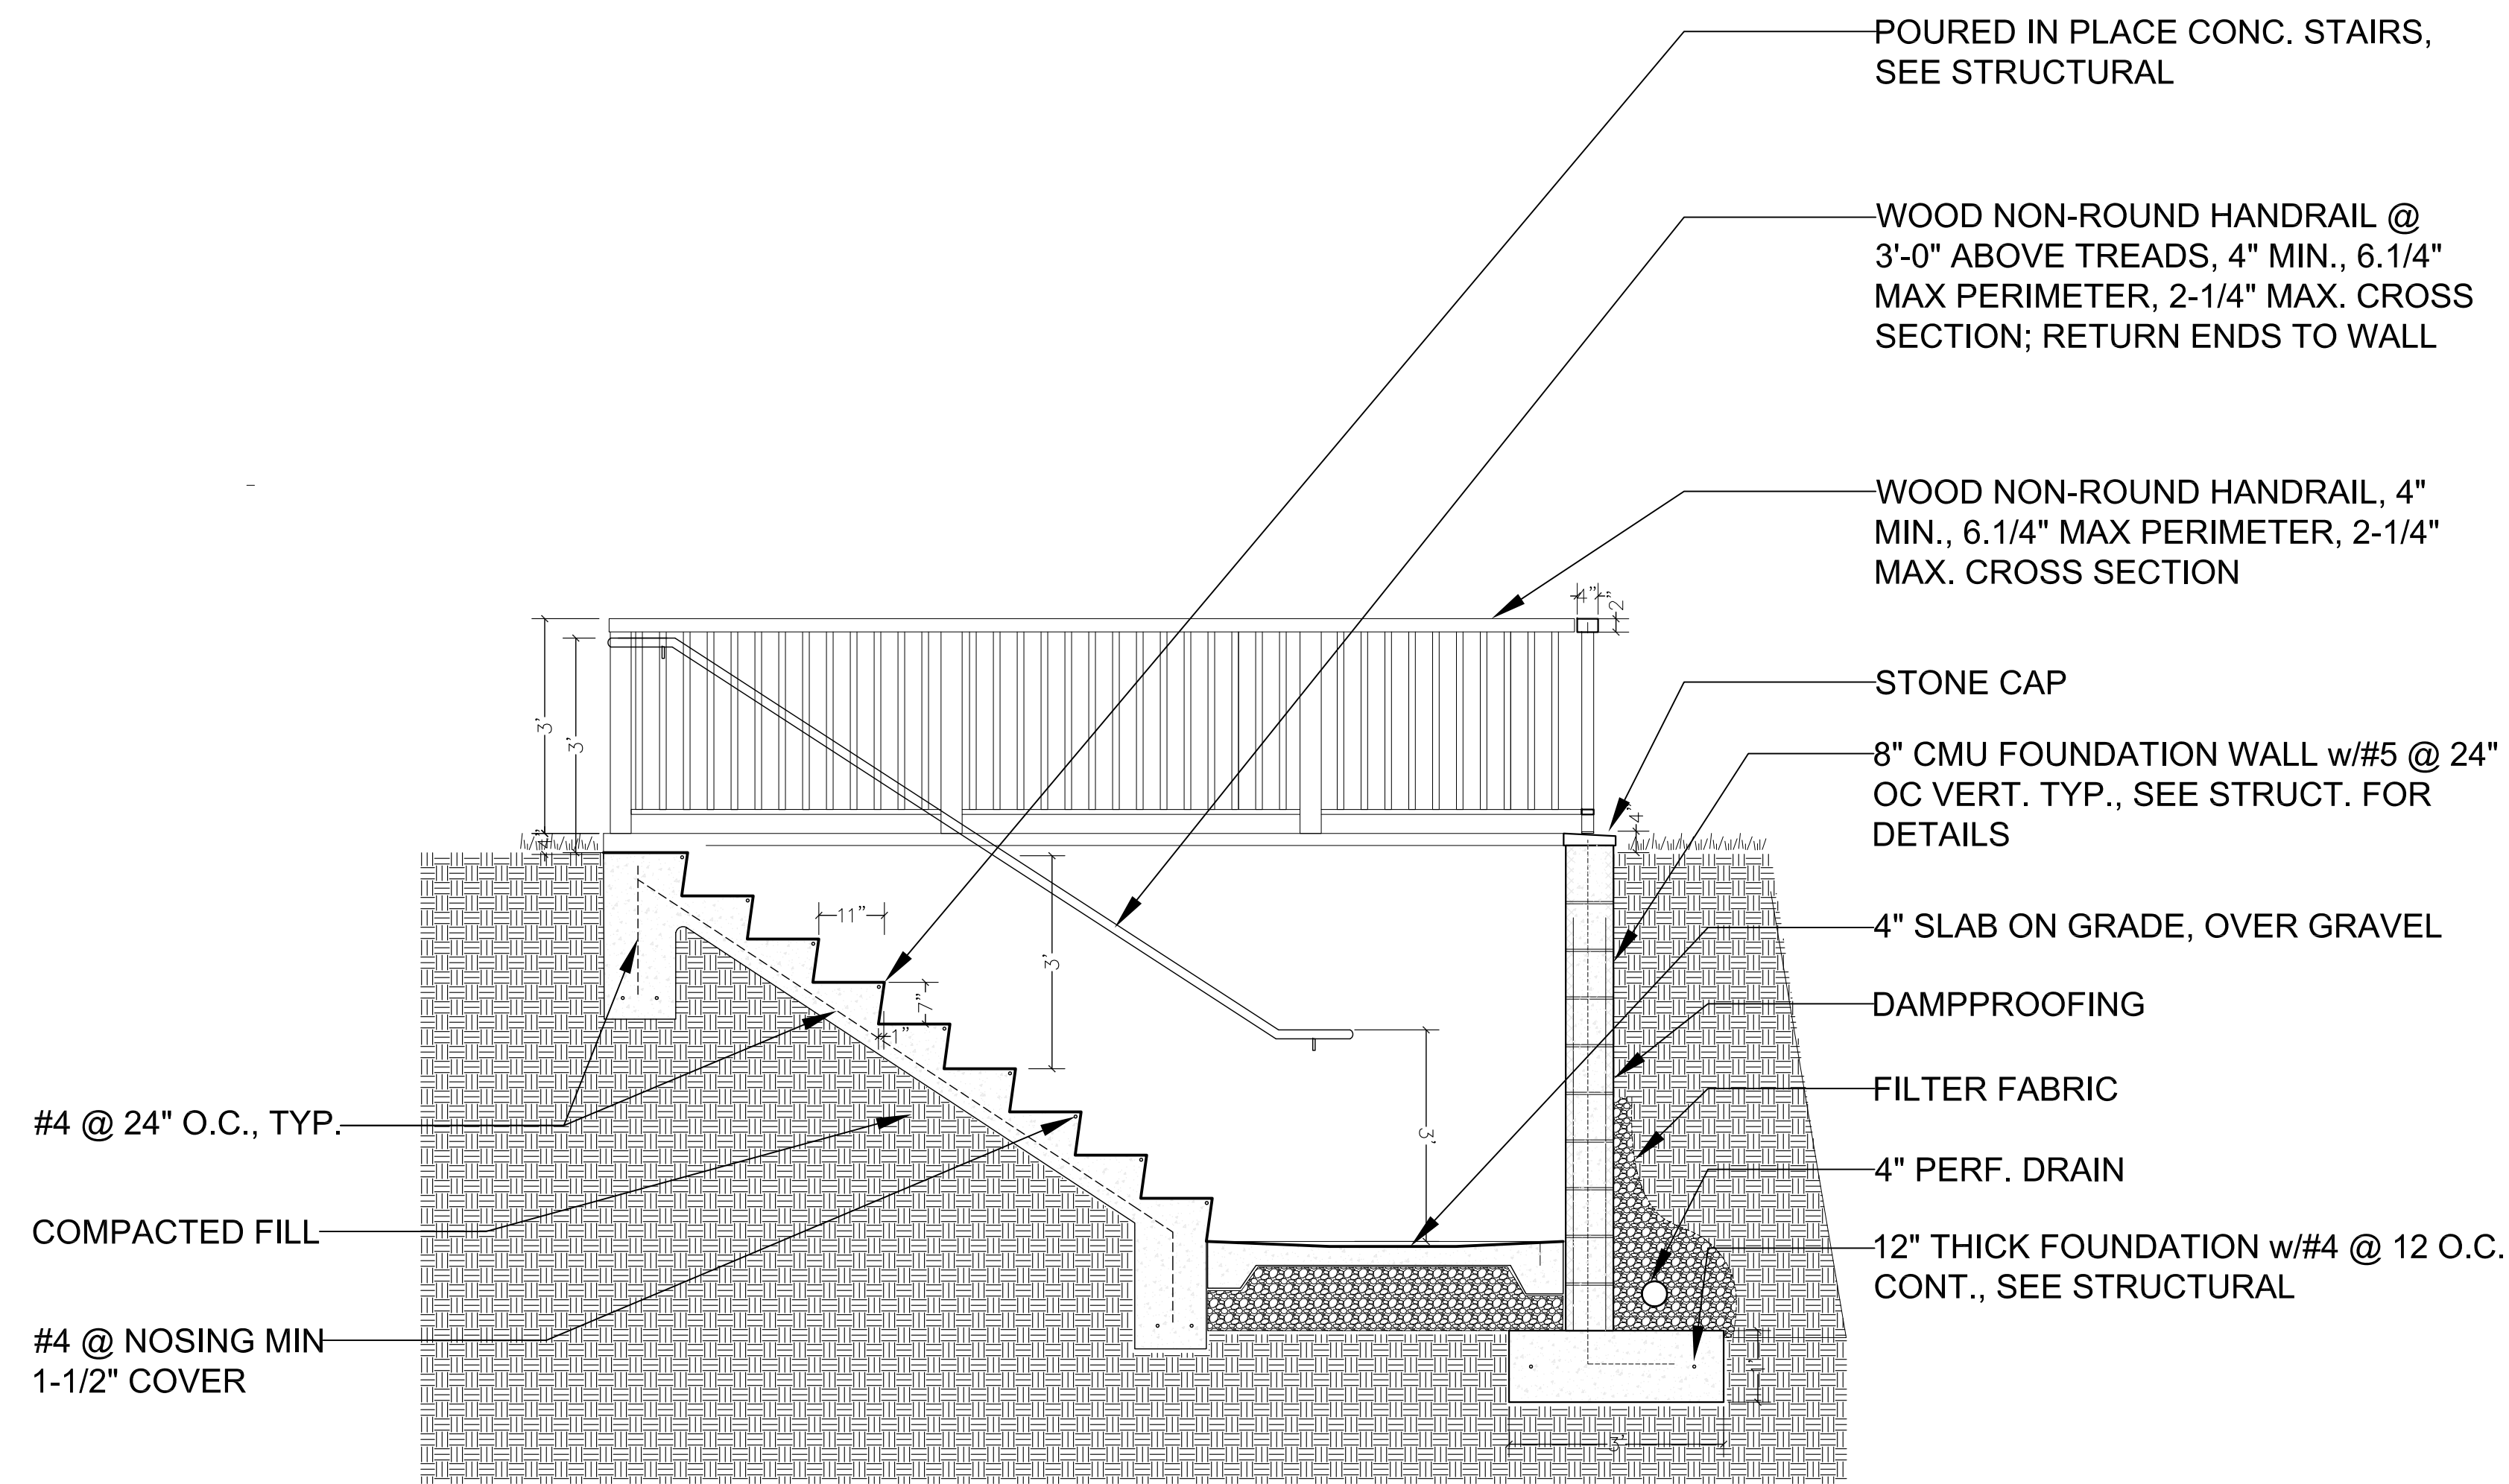 POURED IN PLACE CONC. STAIRS,
SEE STRUCTURAL
WOOD NON-ROUND HANDRAIL @
3'-0" ABOVE TREADS, 4" MIN., 6.1/4"
MAX PERIMETER, 2-1/4" MAX. CROSS
SECTION; RETURN ENDS TO WALL
WOOD NON-ROUND HANDRAIL, 4"
MIN., 6.1/4" MAX PERIMETER, 2-1/4"
MAX. CROSS SECTION
4"
2"
STONE CAP
8" CMU FOUNDATION WALL w/#5 @ 24"
OC VERT. TYP., SEE STRUCT. FOR
DETAILS
4" SLAB ON GRADE, OVER GRAVEL
DAMPPROOFING
FILTER FABRIC
4" PERF. DRAIN
12" THICK FOUNDATION w/#4 @ 12 O.C.
CONT., SEE STRUCTURAL
3'
3'
4"
4"
11"
3'
7"
1"
3'
1'
3'
#4 @ 24" O.C., TYP.
COMPACTED FILL
#4 @ NOSING MIN
1-1/2" COVER